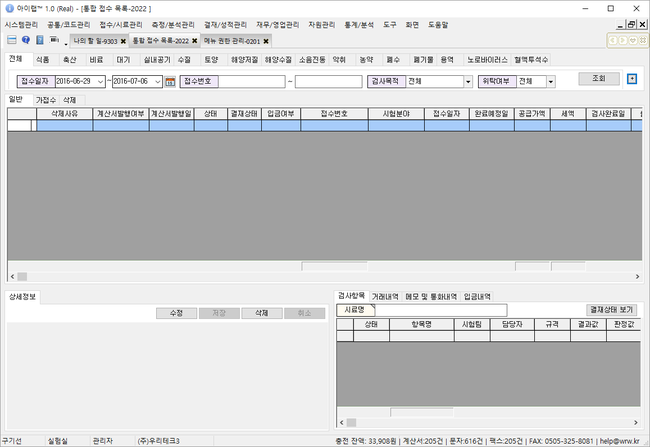 아이랩™ 1.0 (Real) - [통합 접수 목록-2022 ]
시스템관리 공통/코드관리 접수/시료관리 측정/분석관리 결재/성적관리 재무/영업관리 자원관리 통계/분석 도구 화면 도움말
나의 할 일-9303 통합 접수 목록-2022 메뉴 권한 관리-0201
전체 식품 축산 비료 대기 실내공기 수질 토양 해양저질 해양수질 소음진동 악취 농약 폐수 폐기물 용역 노로바이러스 혈액투석수
접수일자 2016-06-29 ~ 2016-07-06 접수번호 ~ 검사목적 전체 위탁여부 전체 조회
일반 가접수 삭제
삭제사유 계산서발행여부 계산서발행일 상태 결재상태 입금여부 접수번호 시험분야 접수일자 완료예정일 공급가액 세액 검사완료일
상세정보
수정 저장 삭제 취소
검사항목 거래내역 메모 및 통화내역 입금내역
시료명 결재상태 보기
상태 항목명 시험팀 담당자 규격 결과값 판정값
구기선 실험실 관리자 (주)우리테크3 충전 잔액: 33,908원 | 계산서:205건 | 문자:616건 | 팩스:205건 | FAX: 0505-325-8081 | help@wrw.kr